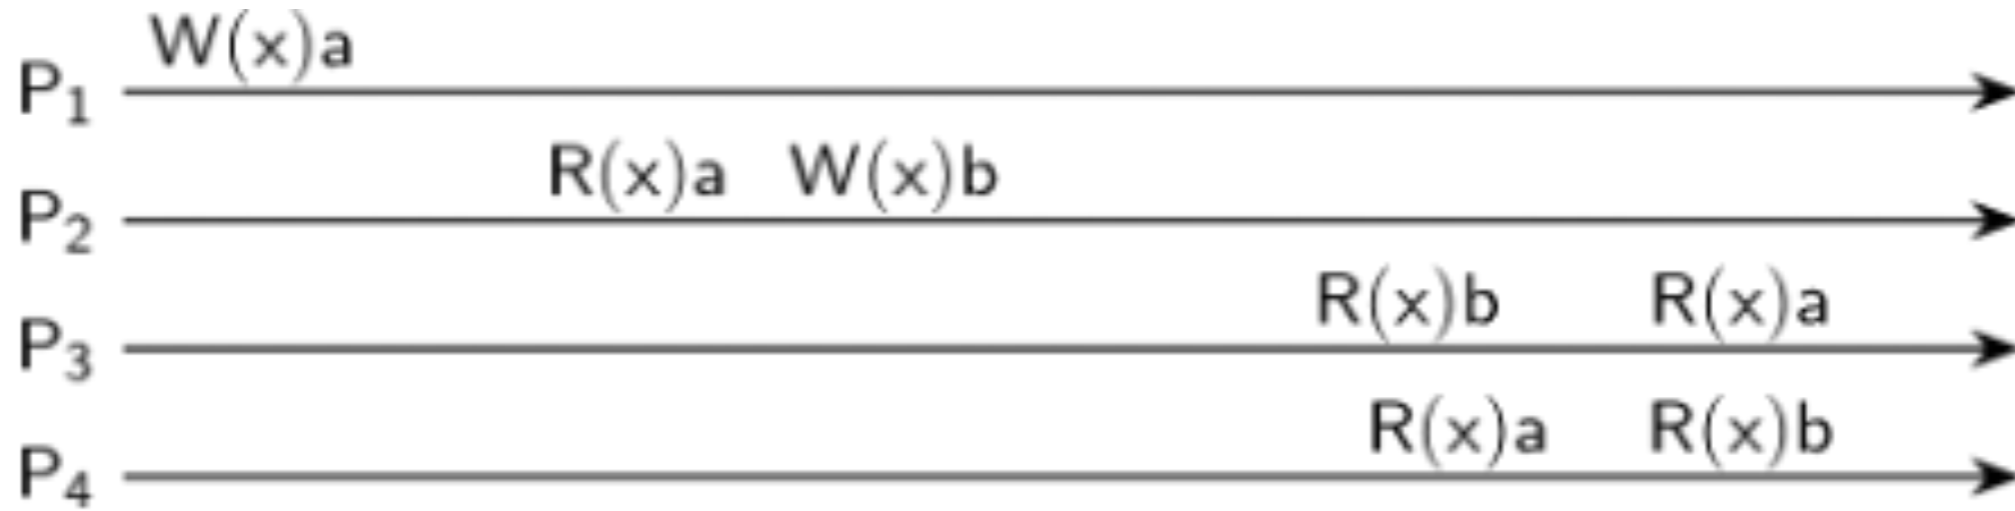 W(x)a
P₁
R(x)a W(x)b
P₂
R(x)b R(x)a
P₃
R(x)a R(x)b
P₄